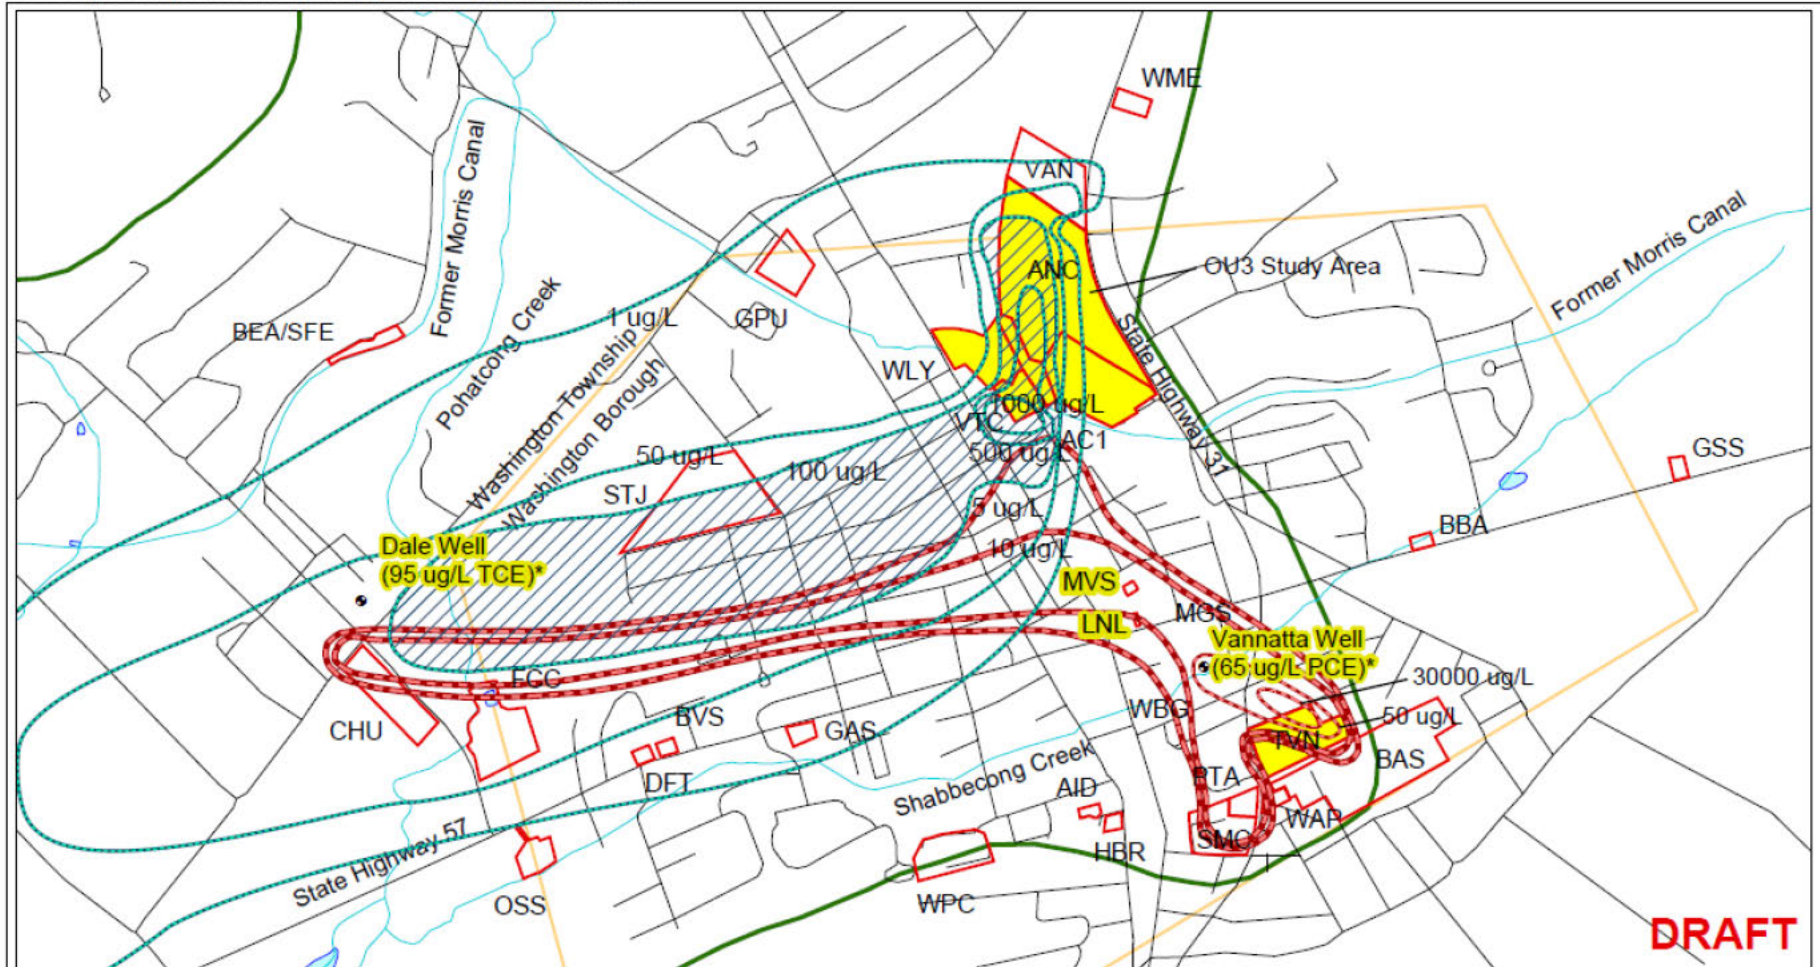 WME
VAN
Former Morris Canal
ANC
OU3 Study Area
Former Morris Canal
BEA/SFE
Pohatcong Creek
1 ug/L
GPU
Washington Township
Washington Borough
WLY
State Highway 31
1000 ug/L
VTC
AC1
500 ug/L
50 ug/L
100 ug/L
STJ
GSS
5 ug/L
BBA
10 ug/L
Dale Well
(95 ug/L TCE)*
MVS
MGS
LNL
Vannatta Well
(65 ug/L PCE)*
30000 ug/L
FCC
WBG
50 ug/L
CHU
BVS
GAS
TVN
BAS
DFT
Shabbecong Creek
AID
PTA
WAP
SMC
HBR
State Highway 57
OSS
WPC
DRAFT